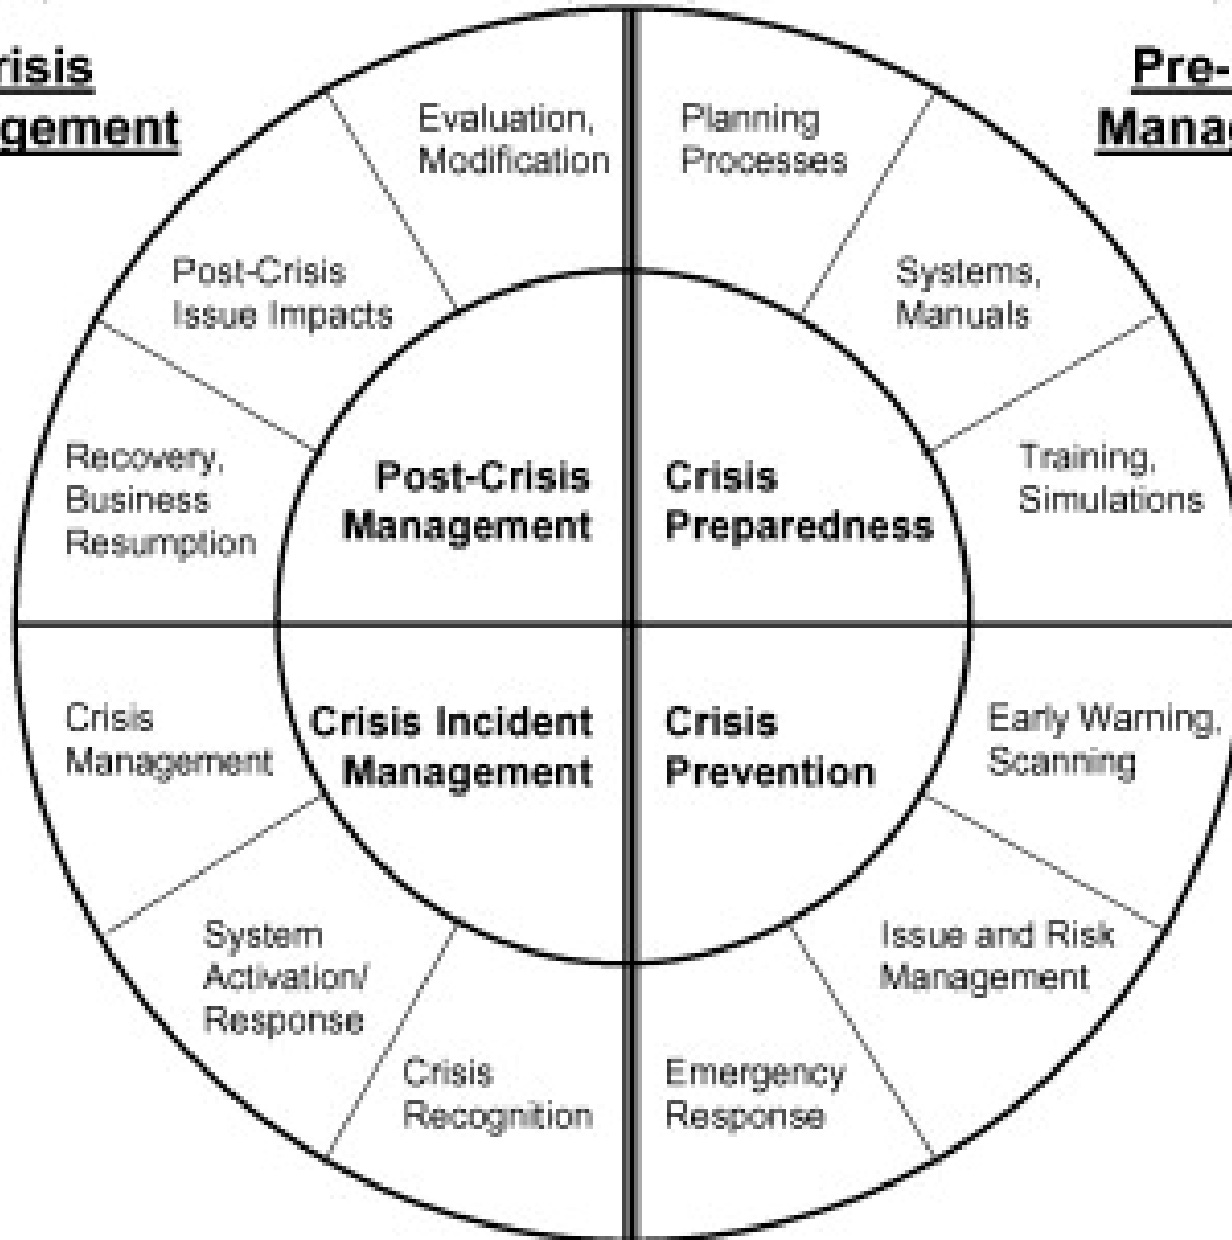 risis
gement
Pre-
Manag
Evaluation,
Modification
Planning
Processes
Post-Crisis
Issue Impacts
Systems,
Manuals
Recovery,
Business
Resumption
Post-Crisis
Management
Crisis
Preparedness
Training,
Simulations
Crisis
Management
Crisis Incident
Management
Crisis
Prevention
Early Warning,
Scanning
System
Activation/
Response
Issue and Risk
Management
Crisis
Recognition
Emergency
Response